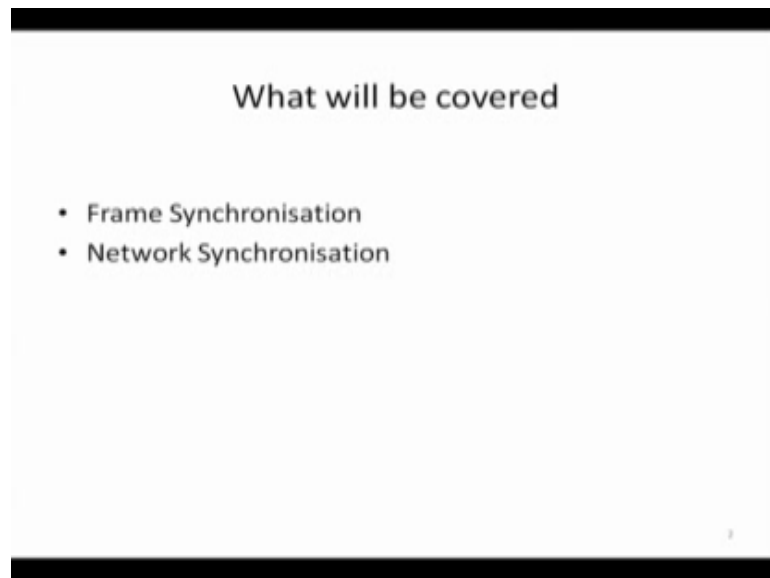 What will be covered
• Frame Synchronisation
• Network Synchronisation